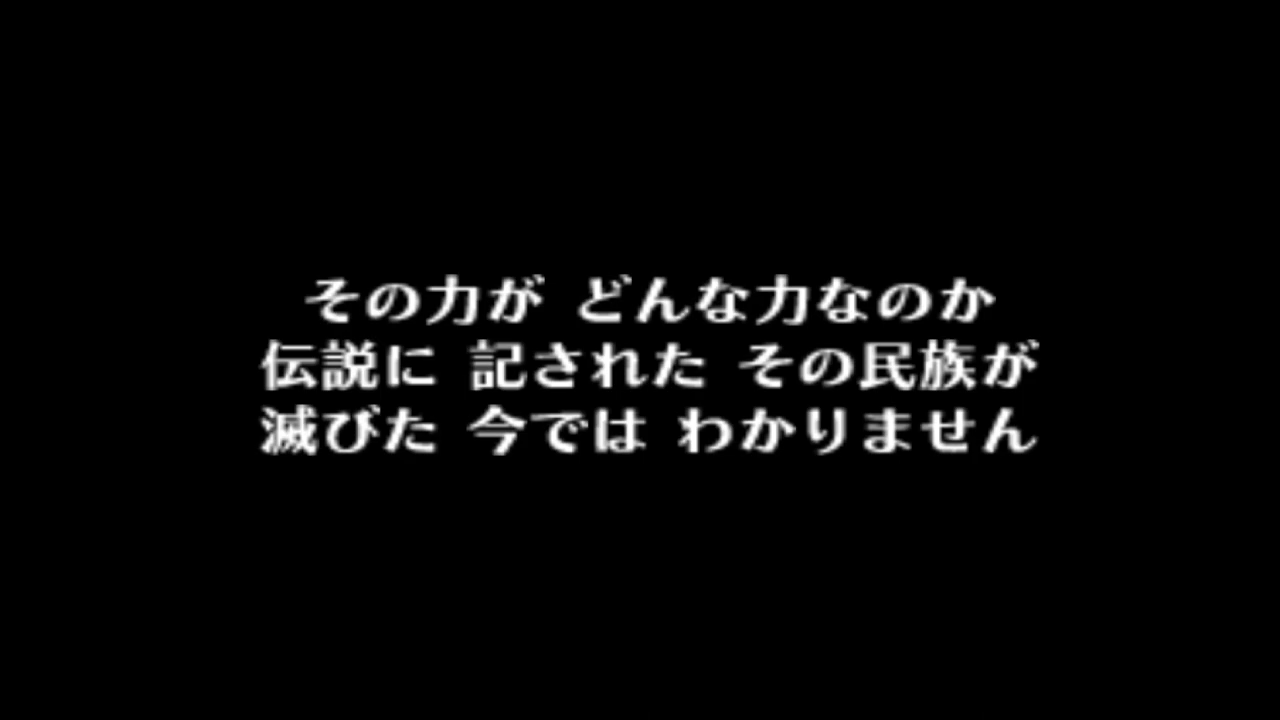 その力が どんな力なのか
伝説に 記された その民族が
滅びた 今では わかりません